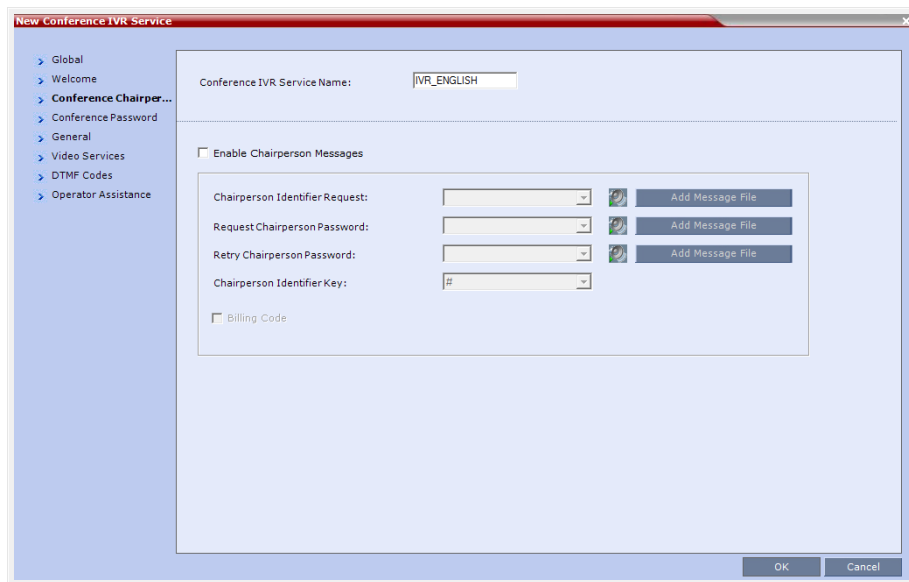 New Conference IVR Service
Global
Welcome
Conference Chairper...
Conference Password
General
Video Services
DTMF Codes
Operator Assistance
Conference IVR Service Name: IVR_ENGLISH
Enable Chairperson Messages
Chairperson Identifier Request: Add Message File
Request Chairperson Password: Add Message File
Retry Chairperson Password: Add Message File
Chairperson Identifier Key: #
Billing Code
OK Cancel